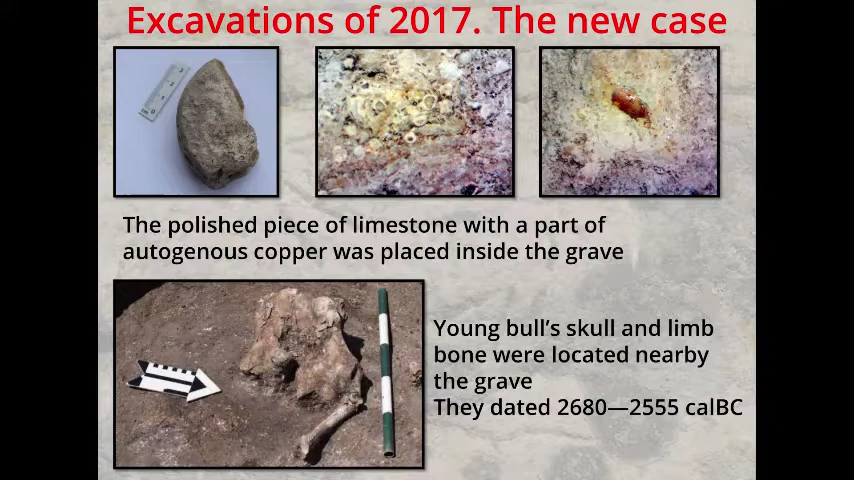 Excavations of 2017. The new case
The polished piece of limestone with a part of
autogenous copper was placed inside the grave
Young bull’s skull and limb
bone were located nearby
the grave
They dated 2680—2555 calBC